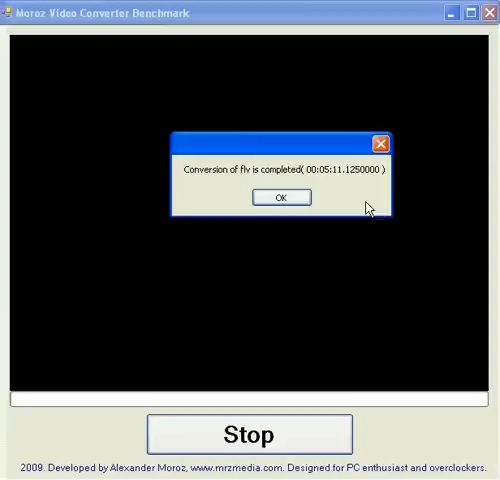 Moroz Video Converter Benchmark
Conversion of flv is completed( 00:05:11.1250000 )
OK
Stop
2009. Developed by Alexander Moroz, www.mrzmedia.com. Designed for PC enthusiast and overclockers.